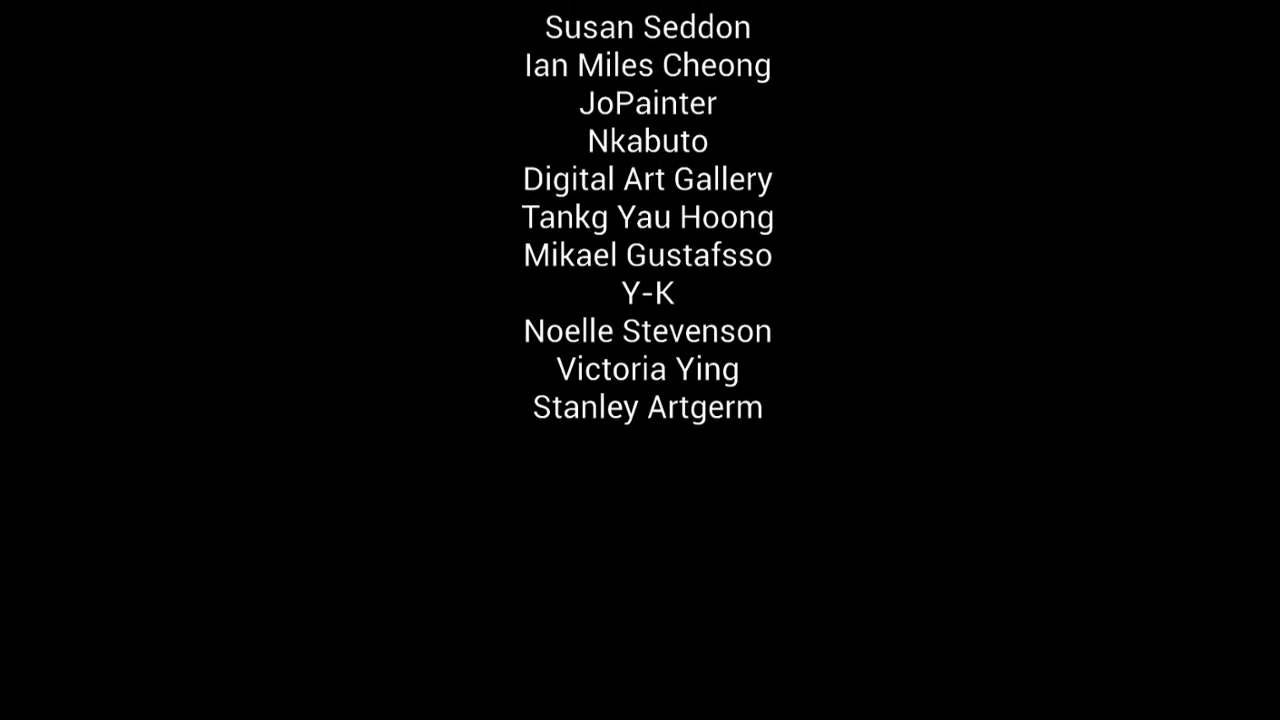 Susan Seddon
Ian Miles Cheong
JoPainter
Nkabuto
Digital Art Gallery
Tankg Yau Hoong
Mikael Gustafsso
Y-K
Noelle Stevenson
Victoria Ying
Stanley Artgerm